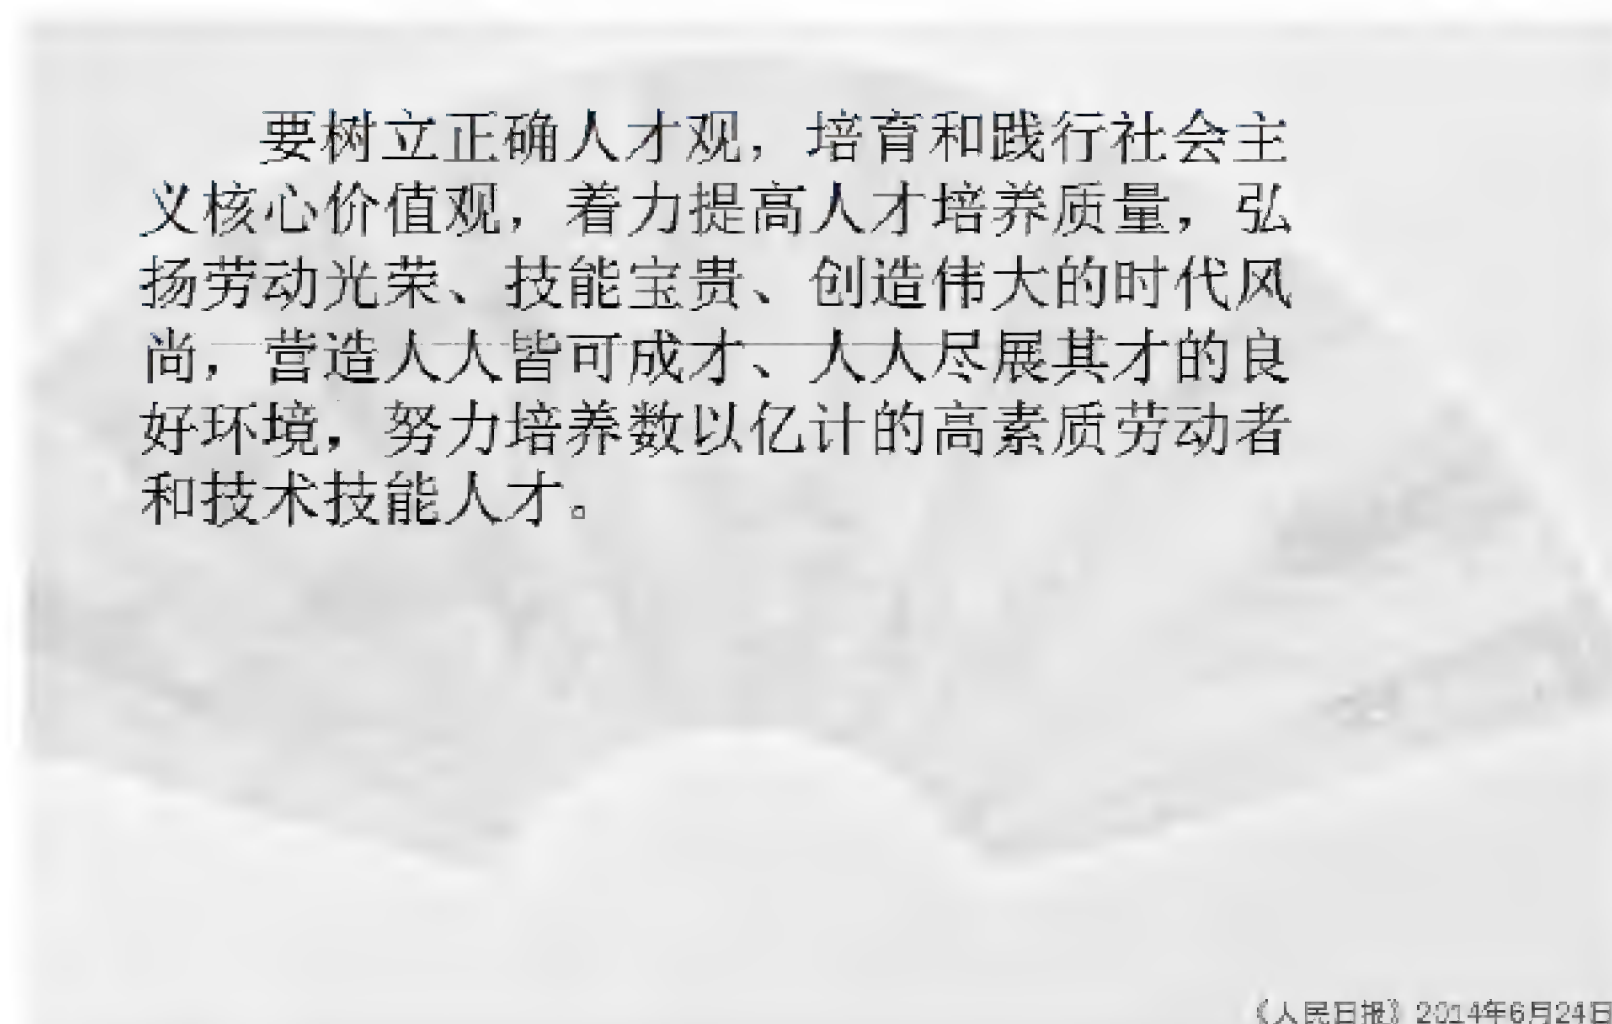 要树立正确人才观，培育和践行社会主
义核心价值观，着力提高人才培养质量，弘
扬劳动光荣、技能宝贵、创造伟大的时代风
尚，营造人人皆可成才、人人尽展其才的良
好环境，努力培养数以亿计的高素质劳动者
和技术技能人才。
《人民日报》2014年6月24日